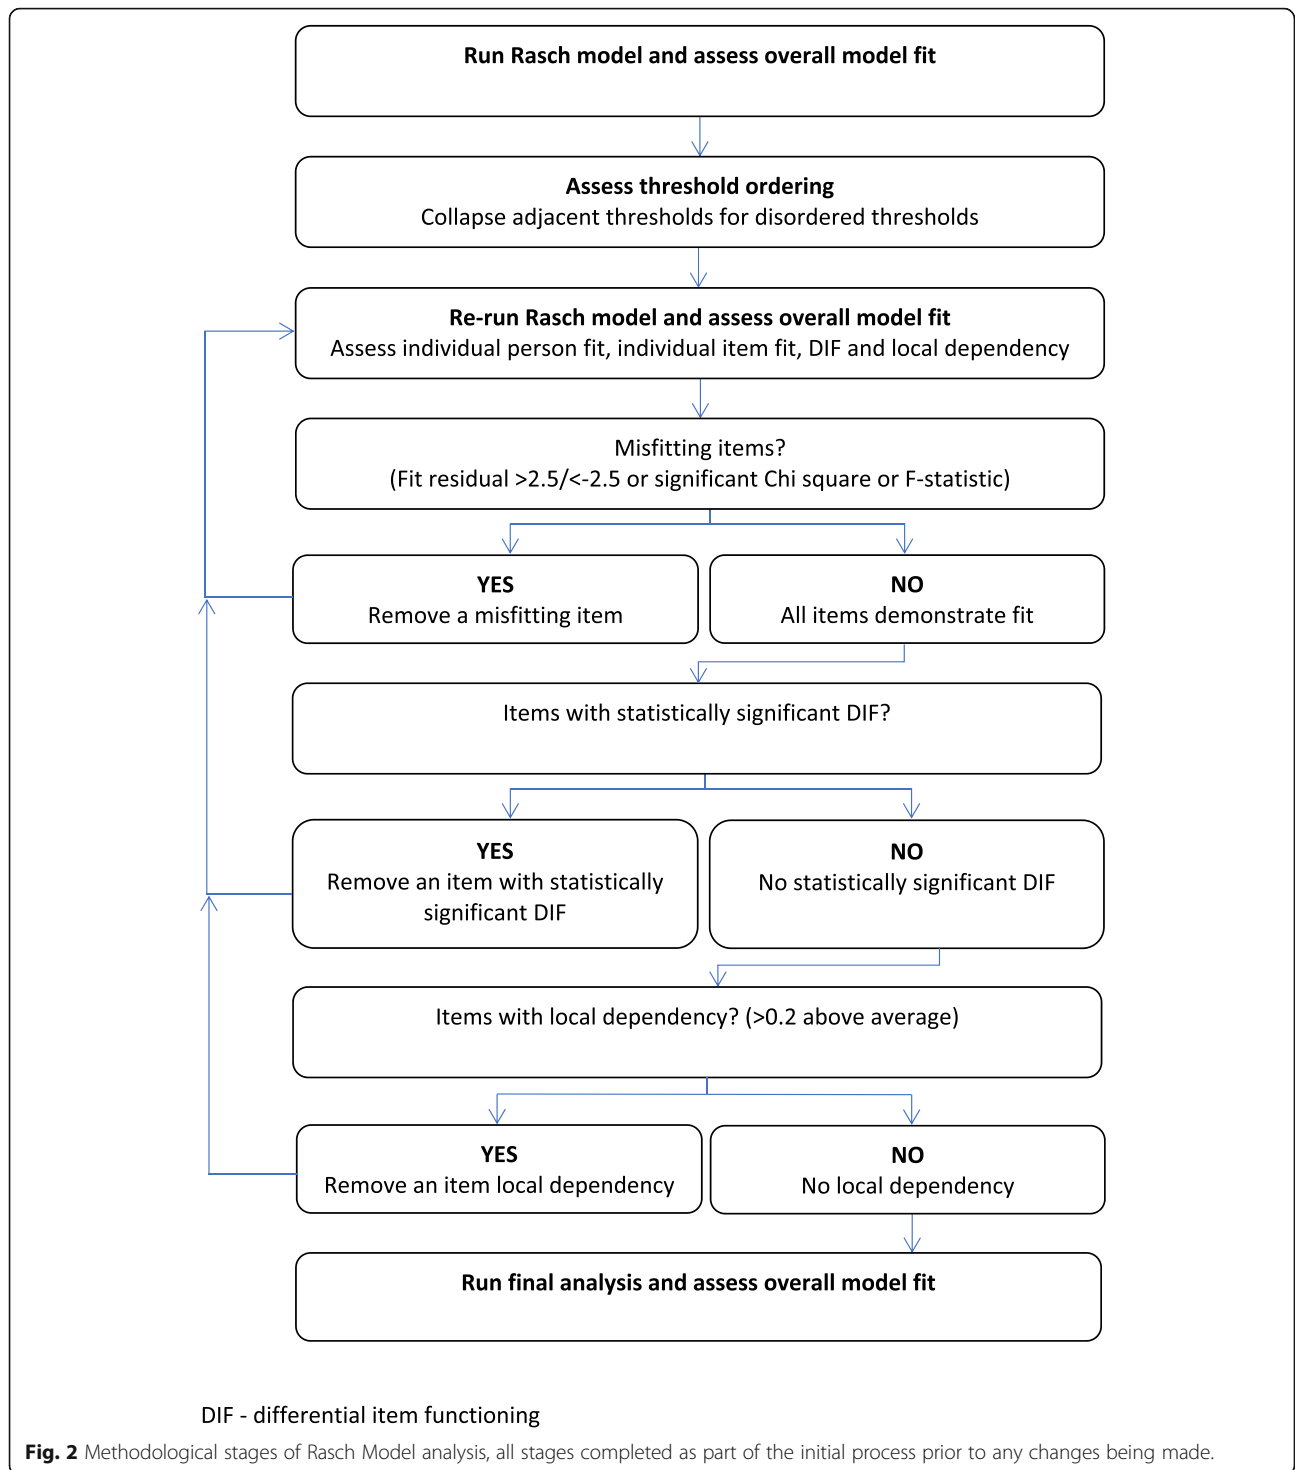 Run Rasch model and assess overall model fit
Assess threshold ordering
Collapse adjacent thresholds for disordered thresholds
Re-run Rasch model and assess overall model fit
Assess individual person fit, individual item fit, DIF and local dependency
Misfitting items?
(Fit residual >2.5/<-2.5 or significant Chi square or F-statistic)
YES
Remove a misfitting item
NO
All items demonstrate fit
Items with statistically significant DIF?
YES
Remove an item with statistically
significant DIF
NO
No statistically significant DIF
Items with local dependency? (>0.2 above average)
YES
Remove an item local dependency
NO
No local dependency
Run final analysis and assess overall model fit
DIF - differential item functioning
Fig. 2 Methodological stages of Rasch Model analysis, all stages completed as part of the initial process prior to any changes being made.